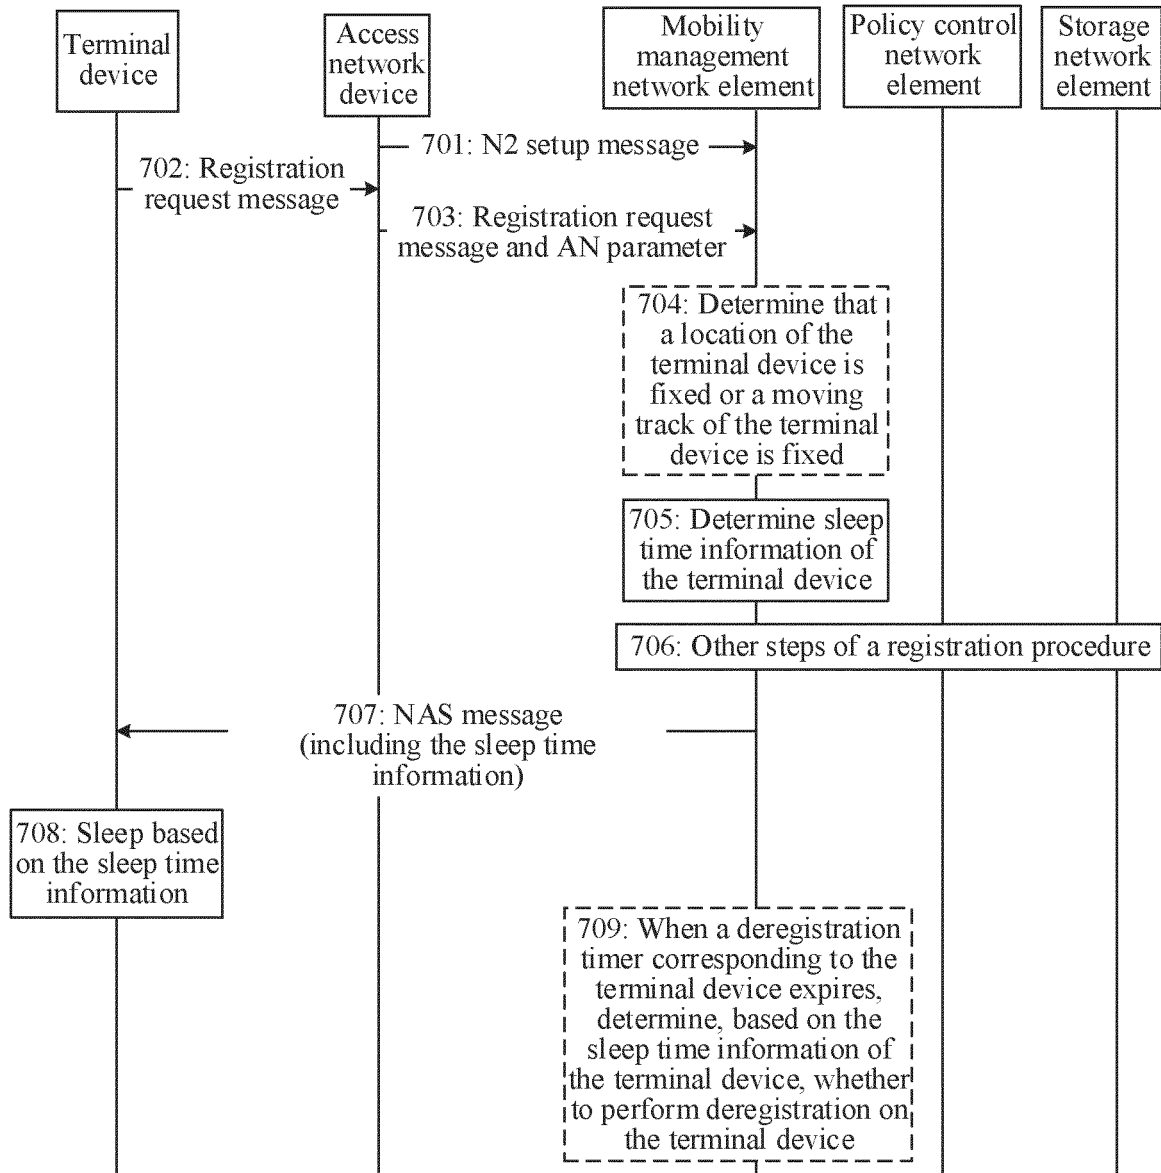 Terminal
device
Access
network
device
Mobility
management
network element
Policy control
network
element
Storage
network
element
701: N2 setup message
702: Registration
request message
703: Registration request
message and AN parameter
704: Determine that
a location of the
terminal device is
fixed or a moving
track of the terminal
device is fixed
705: Determine sleep
time information of
the terminal device
706: Other steps of a registration procedure
707: NAS message
(including the sleep time
information)
708: Sleep based
on the sleep time
information
709: When a deregistration
timer corresponding to the
terminal device expires,
determine, based on the
sleep time information of
the terminal device, whether
to perform deregistration on
the terminal device